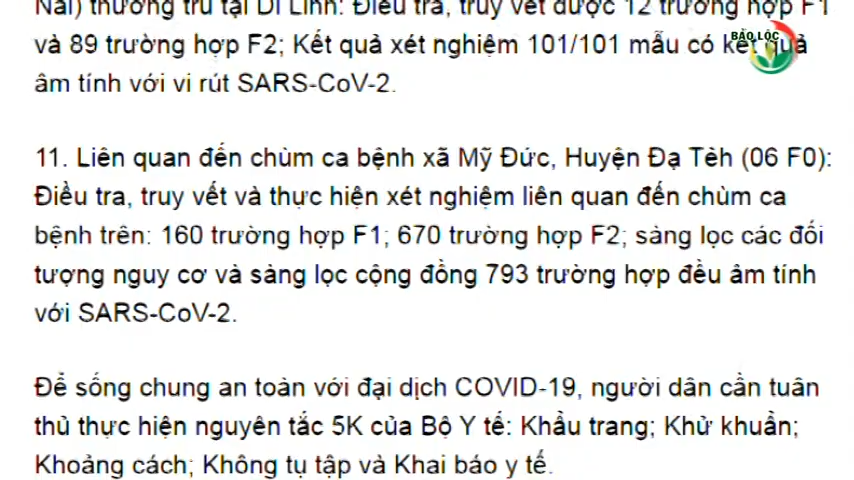 Nai) thường trú tại Di Linh: Điều tra, truy vết được 12 trường hợp F1
và 89 trường hợp F2; Kết quả xét nghiệm 101/101 mẫu có kết quả
âm tính với vi rút SARS-CoV-2.
BẢO LỘC
11. Liên quan đến chùm ca bệnh xã Mỹ Đức, Huyện Đạ Tẻh (06 F0):
Điều tra, truy vết và thực hiện xét nghiệm liên quan đến chùm ca
bệnh trên: 160 trường hợp F1; 670 trường hợp F2; sàng lọc các đối
tượng nguy cơ và sàng lọc cộng đồng 793 trường hợp đều âm tính
với SARS-CoV-2.
Để sống chung an toàn với đại dịch COVID-19, người dân cần tuân
thủ thực hiện nguyên tắc 5K của Bộ Y tế: Khẩu trang; Khử khuẩn;
Khoảng cách; Không tụ tập và Khai báo y tế.